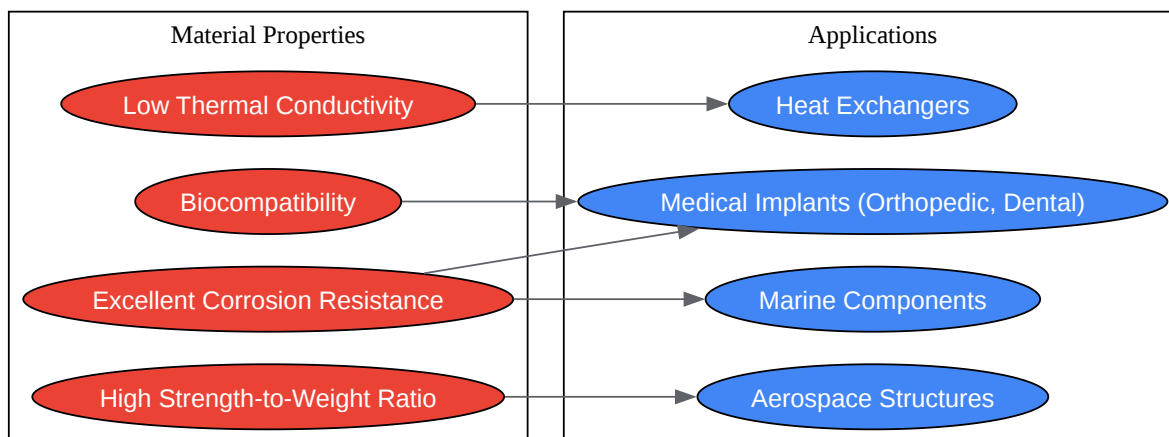 Material Properties
Applications
Low Thermal Conductivity
Heat Exchangers
Biocompatibility
Medical Implants (Orthopedic, Dental)
Excellent Corrosion Resistance
Marine Components
High Strength-to-Weight Ratio
Aerospace Structures